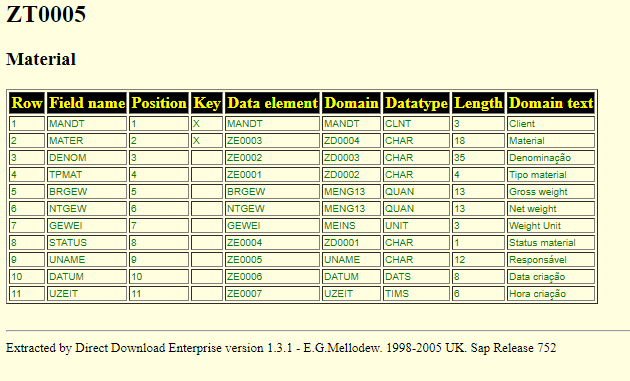 ZT0005
Material
Row Field name Position Key Data element Domain Datatype Length Domain text
1 MANDT 1 X MANDT MANDT CLNT 3 Client
2 MATER 2 X ZE0003 ZD0004 CHAR 18 Material
3 DENOM 3 ZE0002 ZD0003 CHAR 35 Denominação
4 TPMAT 4 ZE0001 ZD0002 CHAR 4 Tipo material
5 BRGEW 5 BRGEW MENG13 QUAN 13 Gross weight
6 NTGEW 6 NTGEW MENG13 QUAN 13 Net weight
7 GEWEI 7 GEWEI MEINS UNIT 3 Weight Unit
8 STATUS 8 ZE0004 ZD0001 CHAR 1 Status material
9 UNAME 9 ZE0005 UNAME CHAR 12 Responsável
10 DATUM 10 ZE0006 DATUM DATS 8 Data criação
11 UZEIT 11 ZE0007 UZEIT TIMS 6 Hora criação
Extracted by Direct Download Enterprise version 1.3.1 - E.G.Mellodew. 1998-2005 UK. Sap Release 752